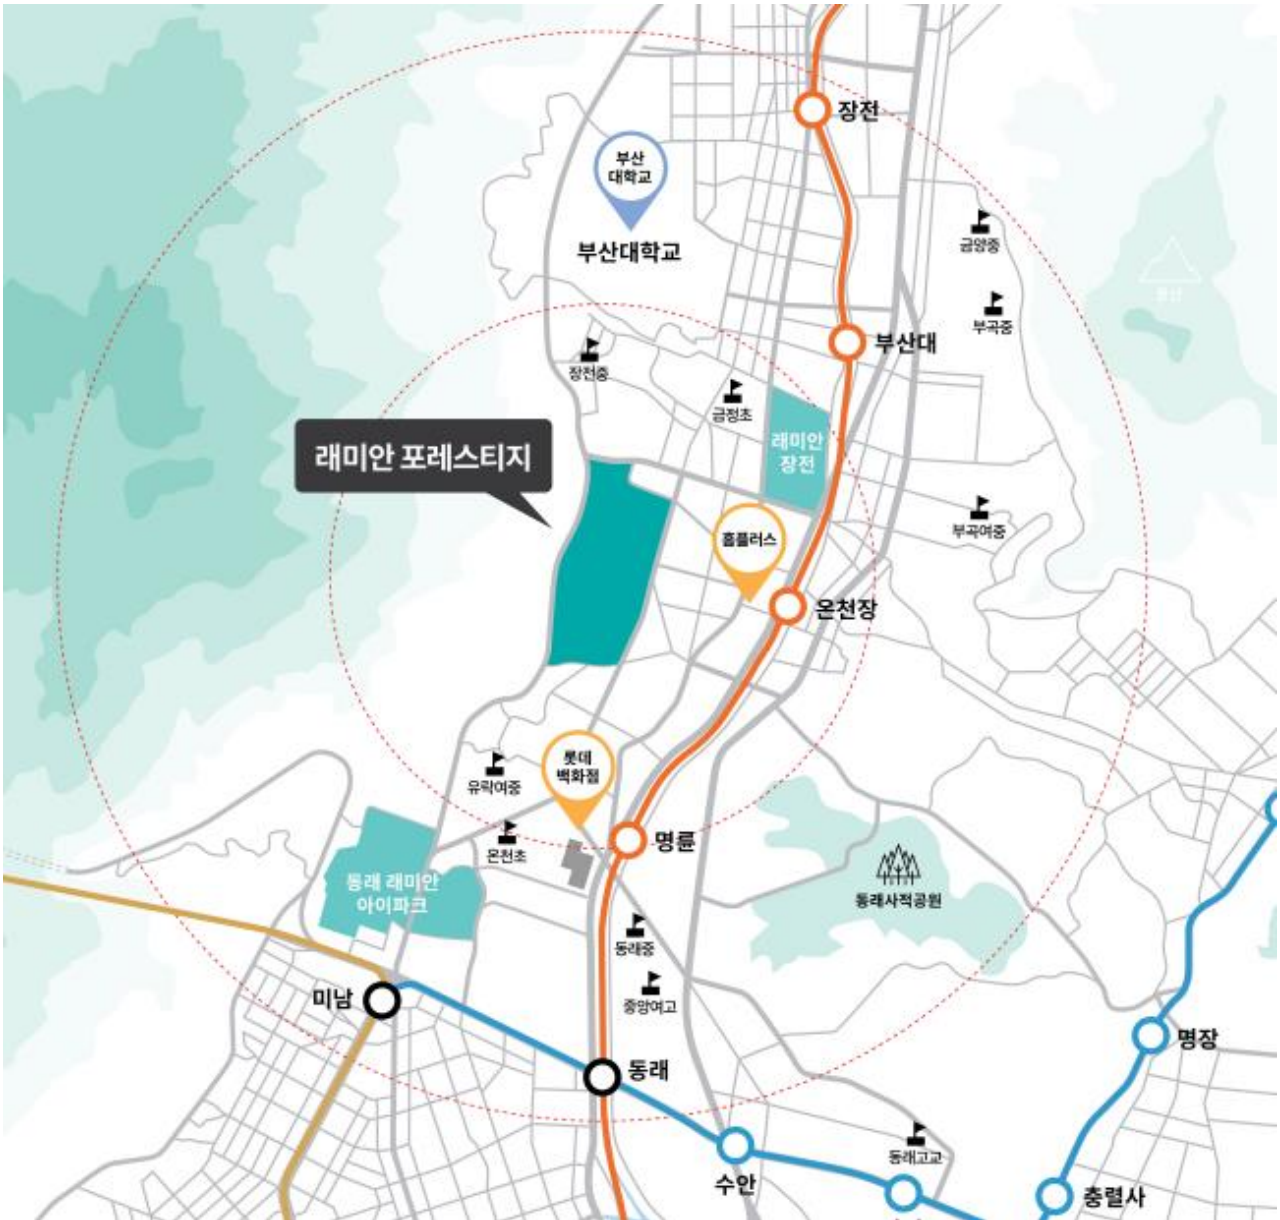 장전
부산
대학교
부산대학교
금양중
부곡중
부산대
장전중
금정초
래미안
장전
래미안 포레스티지
부곡여중
홈플러스
온천장
롯데
백화점
유락여중
온천초
명륜
동래 래미안
아이파크
동래사적공원
동래중
중앙여고
미남
동래
명장
수안
동래고교
충렬사